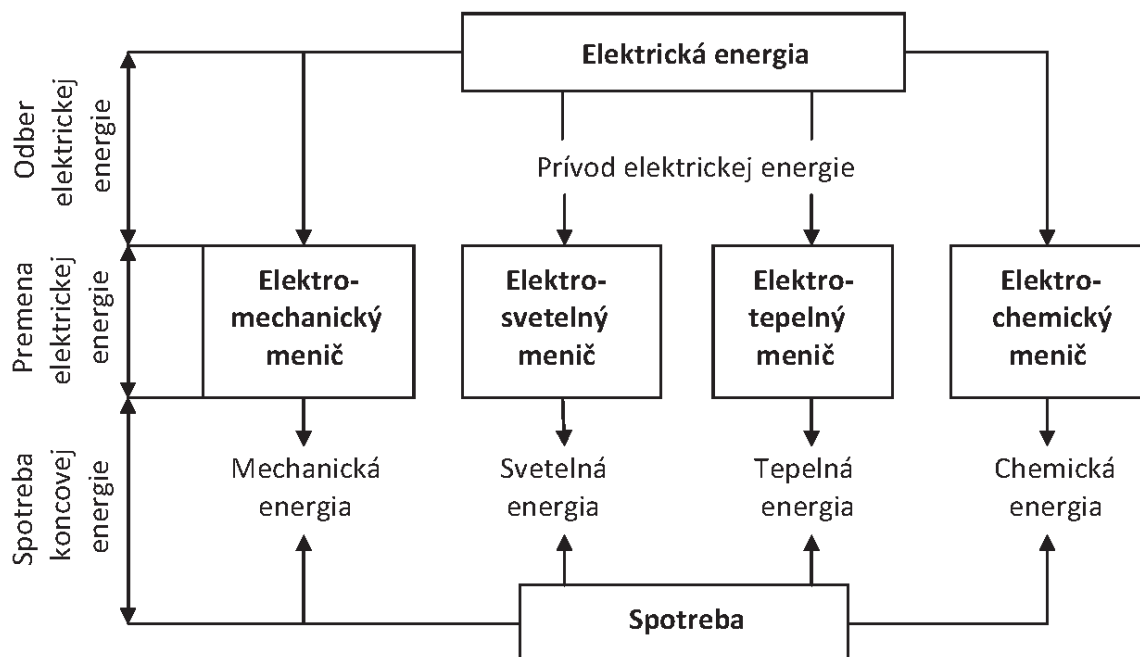 Elektrická energia
Odber
elektrickej
energie
Prívod elektrickej energie
Premena
elektrickej
energie
Elektro-
mechanický
menič
Elektro-
svetelný
menič
Elektro-
tepelný
menič
Elektro-
chemický
menič
Spotreba
koncovej
energie
Mechanická
energia
Svetelná
energia
Tepelná
energia
Chemická
energia
Spotreba